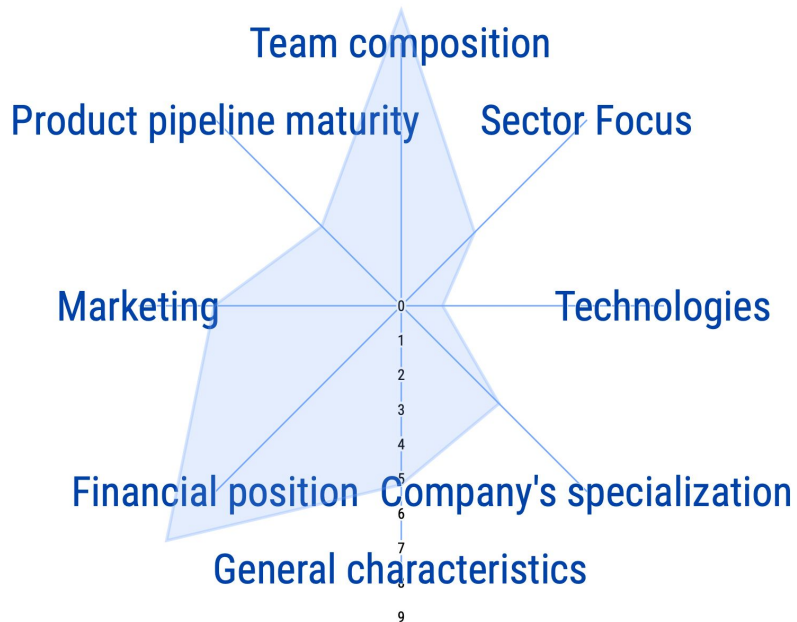 Team composition
Product pipeline maturity
Sector Focus
Marketing
0
Technologies
1
2
3
4
5
Financial position
Company's specialization
6
7
General characteristics
8
9